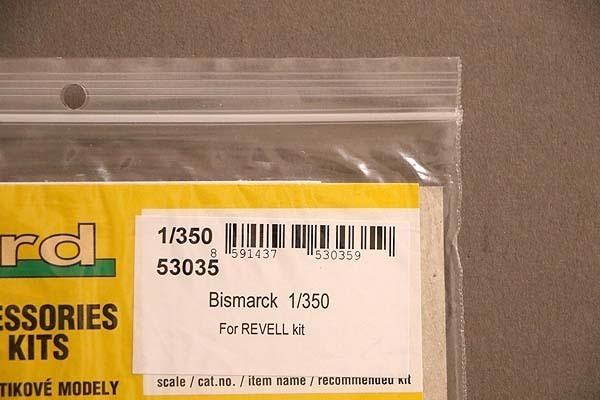 rd
ESSORIES
KITS
TIKOVÉ MODELY
1/350
53035
8 591437 530359
Bismarck 1/350
For REVELL kit
scale / cat.no. / item name / recommended kit